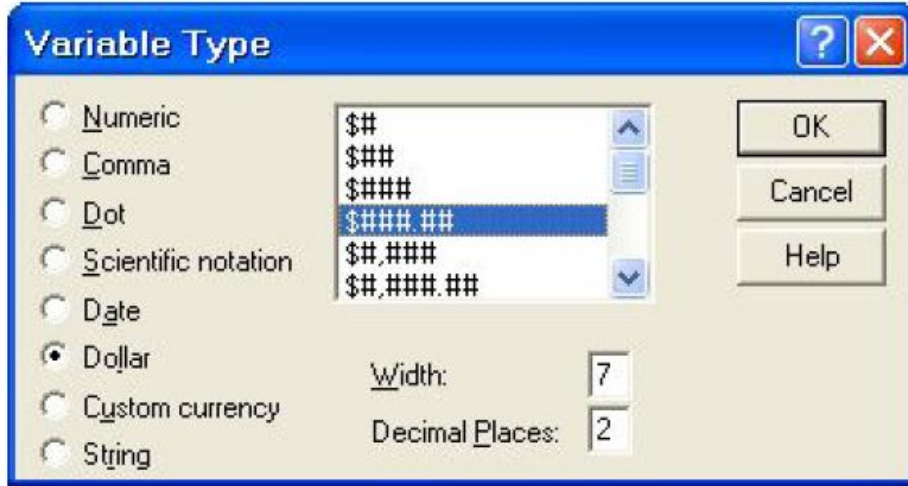 Variable Type
Numeric
Comma
Dot
Scientific notation
Date
Dollar
Custom currency
String
$#
$##
$###
$###.##
$#,###
$#,###.##
Width: 7
Decimal Places: 2
OK
Cancel
Help